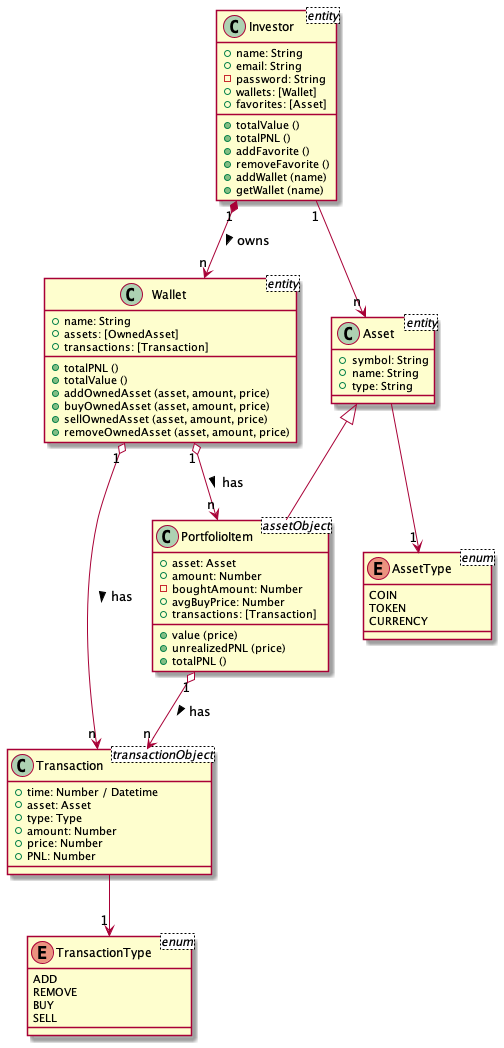 C Investor
entity
name: String
email: String
password: String
wallets: [Wallet]
favorites: [Asset]
totalValue ()
totalPNL ()
addFavorite ()
removeFavorite ()
addWallet (name)
getWallet (name)
1
1
owns
n
n
C Wallet
entity
name: String
assets: [OwnedAsset]
transactions: [Transaction]
totalPNL ()
totalValue ()
addOwnedAsset (asset, amount, price)
buyOwnedAsset (asset, amount, price)
sellOwnedAsset (asset, amount, price)
removeOwnedAsset (asset, amount, price)
C Asset
entity
symbol: String
name: String
type: String
1
1
has
n
C PortfolioItem
assetObject
asset: Asset
amount: Number
boughtAmount: Number
avgBuyPrice: Number
transactions: [Transaction]
value (price)
unrealizedPNL (price)
totalPNL ()
1
E AssetType
enum
COIN
TOKEN
CURRENCY
has
1
has
n
n
C Transaction
transactionObject
time: Number / Datetime
asset: Asset
type: Type
amount: Number
price: Number
PNL: Number
1
E TransactionType
enum
ADD
REMOVE
BUY
SELL